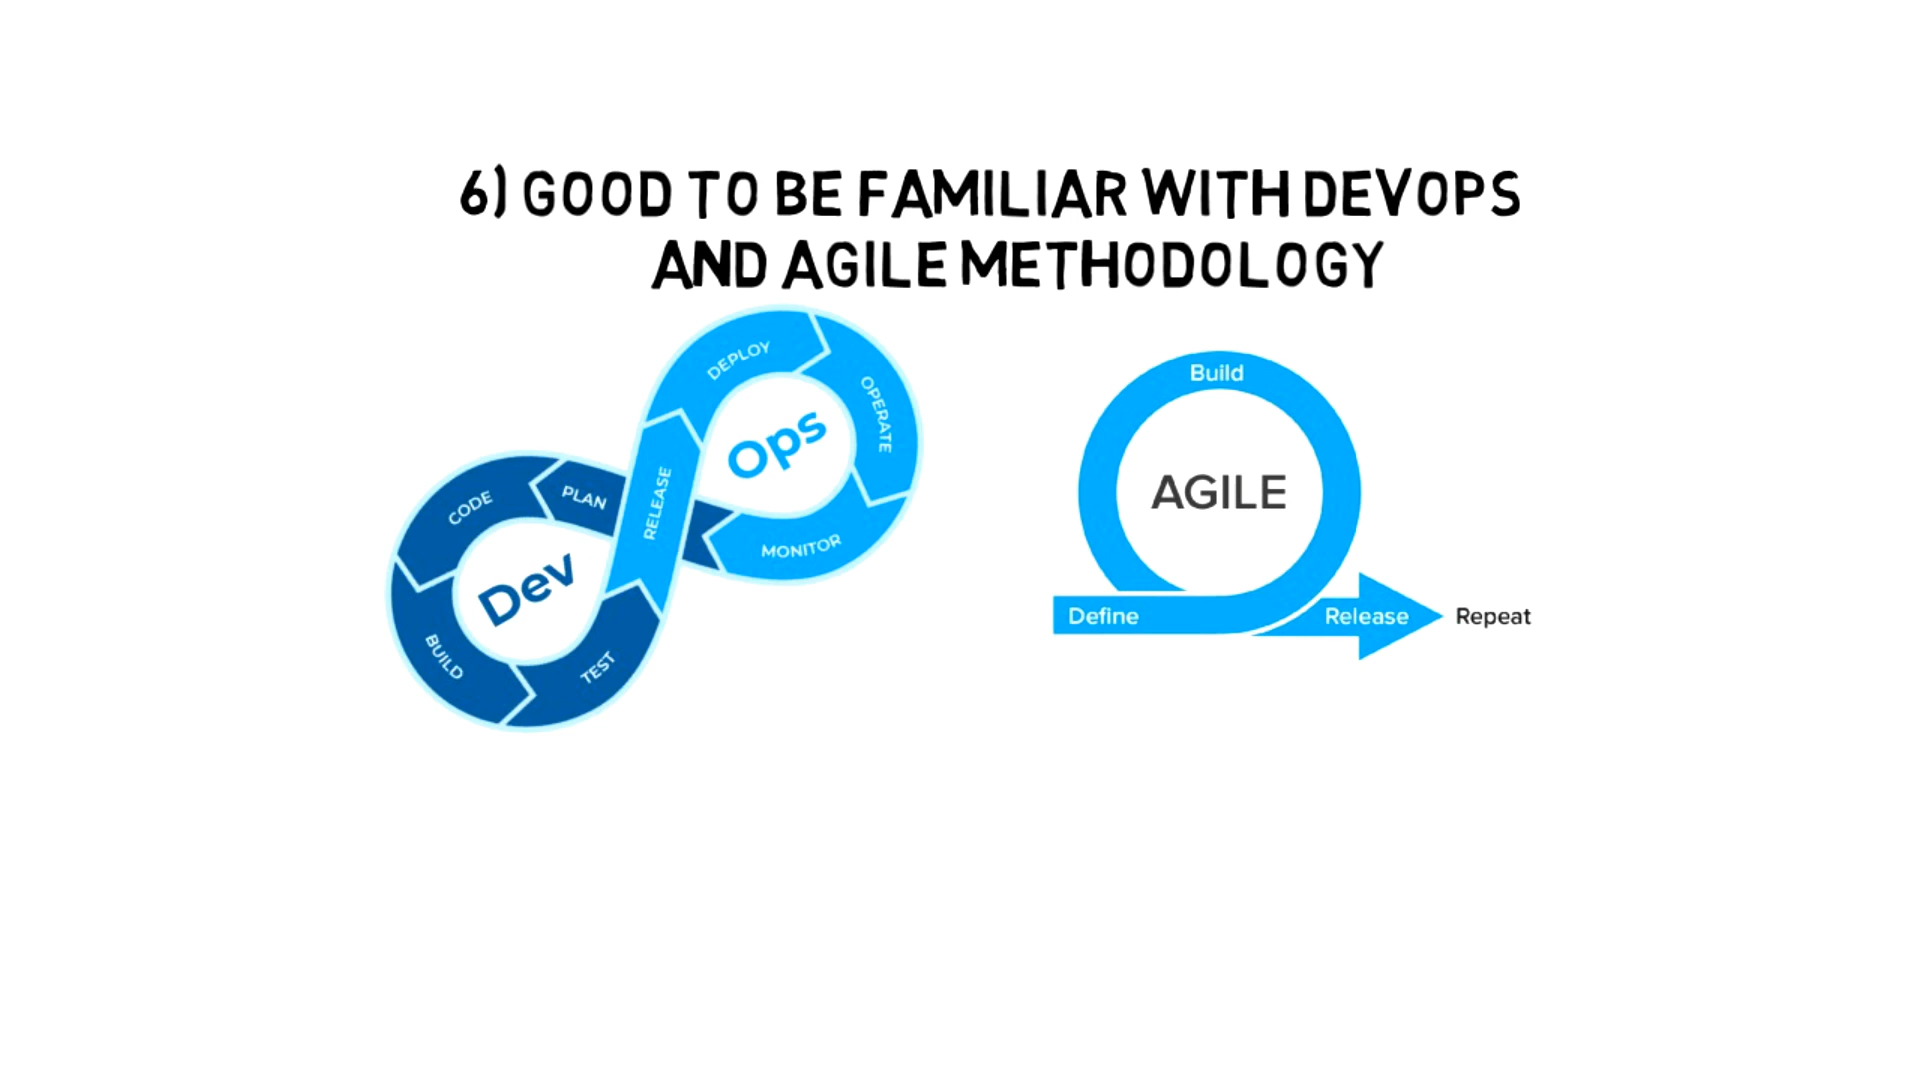 6) GOOD TO BE FAMILIAR WITH DEVOPS
AND AGILE METHODOLOGY
DEPLOY
OPERATE
Ops
MONITOR
RELEASE
PLAN
CODE
Dev
BUILD
TEST
Build
AGILE
Define
Release
Repeat